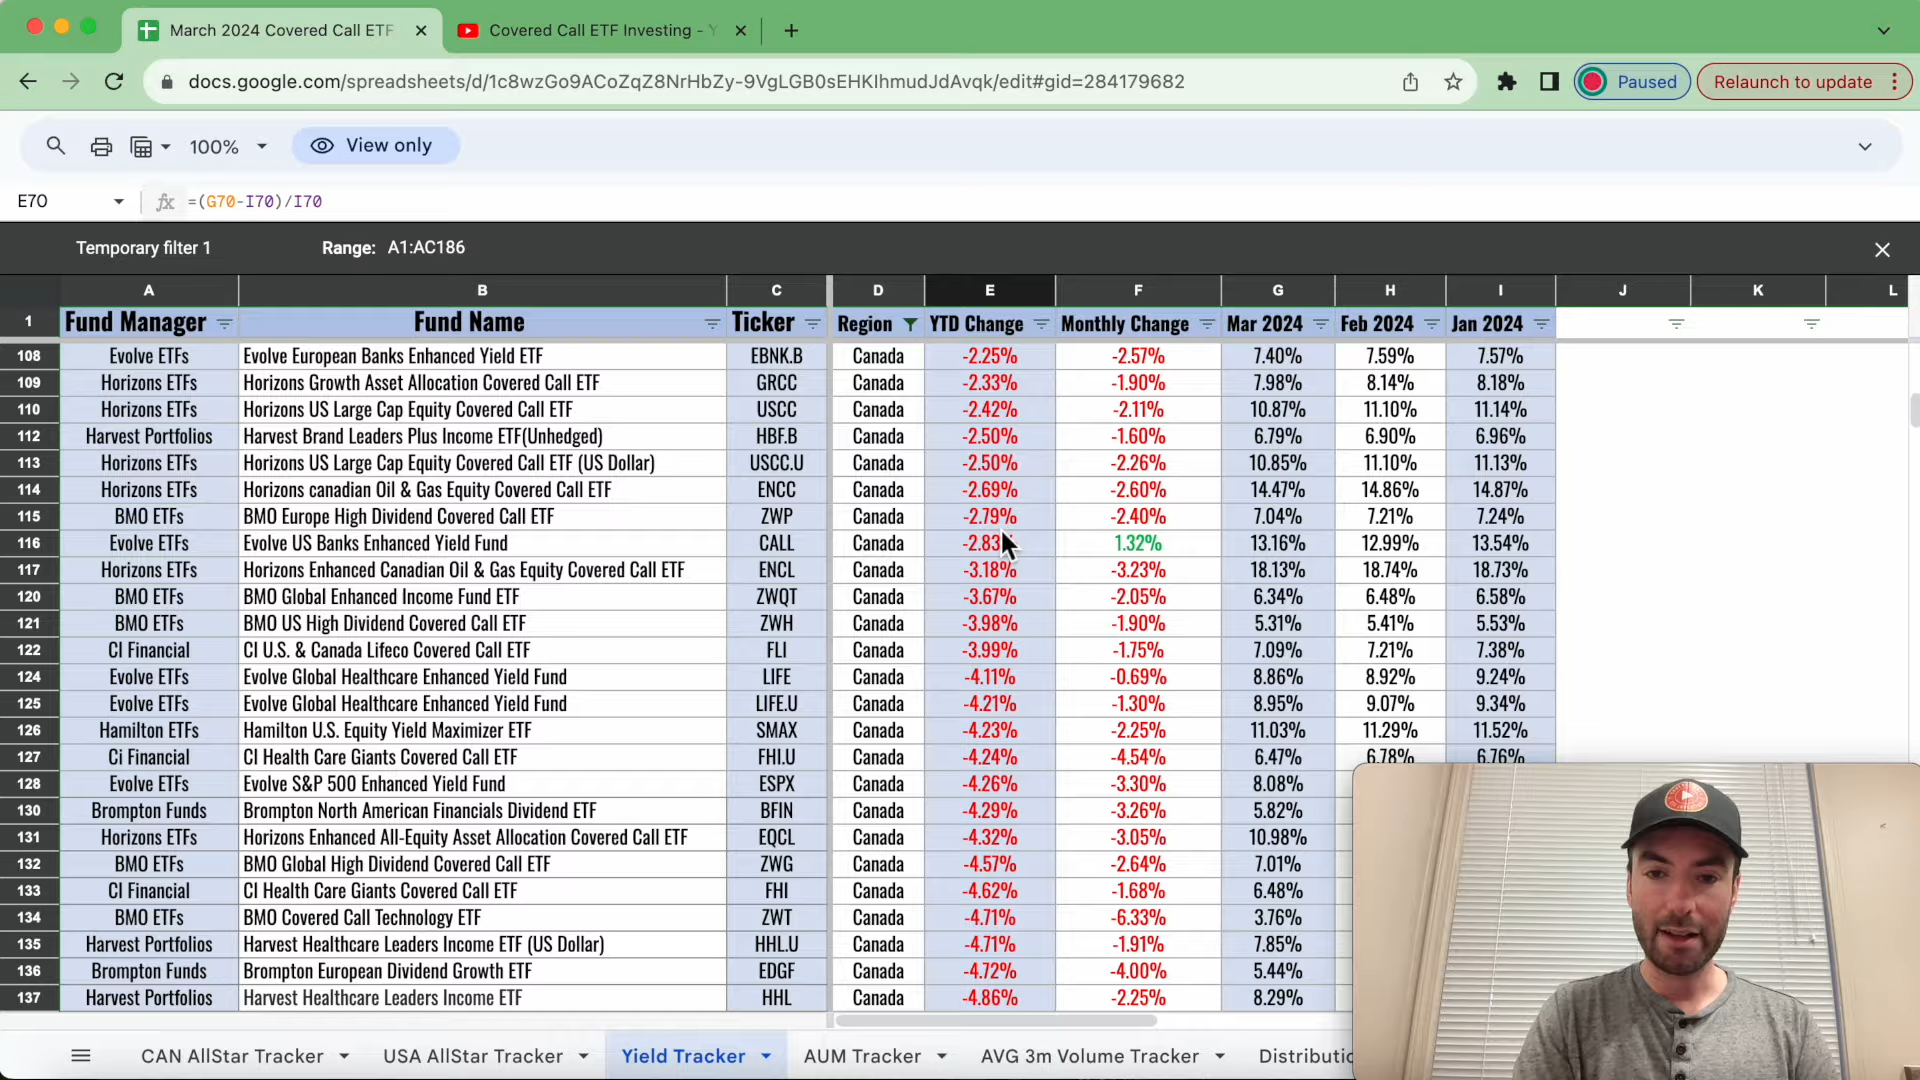 March 2024 Covered Call ETF
Covered Call ETF Investing - Y
docs.google.com/spreadsheets/d/1c8wzGo9ACoZqZ8NrHbZy-9VgLGB0sEHKIhmudJdAvqk/edit#gid=284179682
Paused
Relaunch to update
100%
View only
E70
fx =(G70-I70)/I70
Temporary filter 1 Range: A1:AC186
A B C D E F G H I J K L
1 Fund Manager Fund Name Ticker Region YTD Change Monthly Change Mar 2024 Feb 2024 Jan 2024
108 Evolve ETFs Evolve European Banks Enhanced Yield ETF EBNK.B Canada -2.25% -2.57% 7.40% 7.59% 7.57%
109 Horizons ETFs Horizons Growth Asset Allocation Covered Call ETF GRCC Canada -2.33% -1.90% 7.98% 8.14% 8.18%
110 Horizons ETFs Horizons US Large Cap Equity Covered Call ETF USCC Canada -2.42% -2.11% 10.87% 11.10% 11.14%
112 Harvest Portfolios Harvest Brand Leaders Plus Income ETF(Unhedged) HBF.B Canada -2.50% -1.60% 6.79% 6.90% 6.96%
113 Horizons ETFs Horizons US Large Cap Equity Covered Call ETF (US Dollar) USCC.U Canada -2.50% -2.26% 10.85% 11.10% 11.13%
114 Horizons ETFs Horizons canadian Oil & Gas Equity Covered Call ETF ENCC Canada -2.69% -2.60% 14.47% 14.86% 14.87%
115 BMO ETFs BMO Europe High Dividend Covered Call ETF ZWP Canada -2.79% -2.40% 7.04% 7.21% 7.24%
116 Evolve ETFs Evolve US Banks Enhanced Yield Fund CALL Canada -2.83 1.32% 13.16% 12.99% 13.54%
117 Horizons ETFs Horizons Enhanced Canadian Oil & Gas Equity Covered Call ETF ENCL Canada -3.18% -3.23% 18.13% 18.74% 18.73%
120 BMO ETFs BMO Global Enhanced Income Fund ETF ZWQT Canada -3.67% -2.05% 6.34% 6.48% 6.58%
121 BMO ETFs BMO US High Dividend Covered Call ETF ZWH Canada -3.98% -1.90% 5.31% 5.41% 5.53%
122 CI Financial CI U.S. & Canada Lifeco Covered Call ETF FLI Canada -3.99% -1.75% 7.09% 7.21% 7.38%
124 Evolve ETFs Evolve Global Healthcare Enhanced Yield Fund LIFE Canada -4.11% -0.69% 8.86% 8.92% 9.24%
125 Evolve ETFs Evolve Global Healthcare Enhanced Yield Fund LIFE.U Canada -4.21% -1.30% 8.95% 9.07% 9.34%
126 Hamilton ETFs Hamilton U.S. Equity Yield Maximizer ETF SMAX Canada -4.23% -2.25% 11.03% 11.29% 11.52%
127 Ci Financial CI Health Care Giants Covered Call ETF FHI.U Canada -4.24% -4.54% 6.47% 6.78% 6.76%
128 Evolve ETFs Evolve S&P 500 Enhanced Yield Fund ESPX Canada -4.26% -3.30% 8.08%
130 Brompton Funds Brompton North American Financials Dividend ETF BFIN Canada -4.29% -3.26% 5.82%
131 Horizons ETFs Horizons Enhanced All-Equity Asset Allocation Covered Call ETF EQCL Canada -4.32% -3.05% 10.98%
132 BMO ETFs BMO Global High Dividend Covered Call ETF ZWG Canada -4.57% -2.64% 7.01%
133 CI Financial CI Health Care Giants Covered Call ETF FHI Canada -4.62% -1.68% 6.48%
134 BMO ETFs BMO Covered Call Technology ETF ZWT Canada -4.71% -6.33% 3.76%
135 Harvest Portfolios Harvest Healthcare Leaders Income ETF (US Dollar) HHL.U Canada -4.71% -1.91% 7.85%
136 Brompton Funds Brompton European Dividend Growth ETF EDGF Canada -4.72% -4.00% 5.44%
137 Harvest Portfolios Harvest Healthcare Leaders Income ETF HHL Canada -4.86% -2.25% 8.29%
CAN AllStar Tracker USA AllStar Tracker Yield Tracker AUM Tracker AVG 3m Volume Tracker Distributic